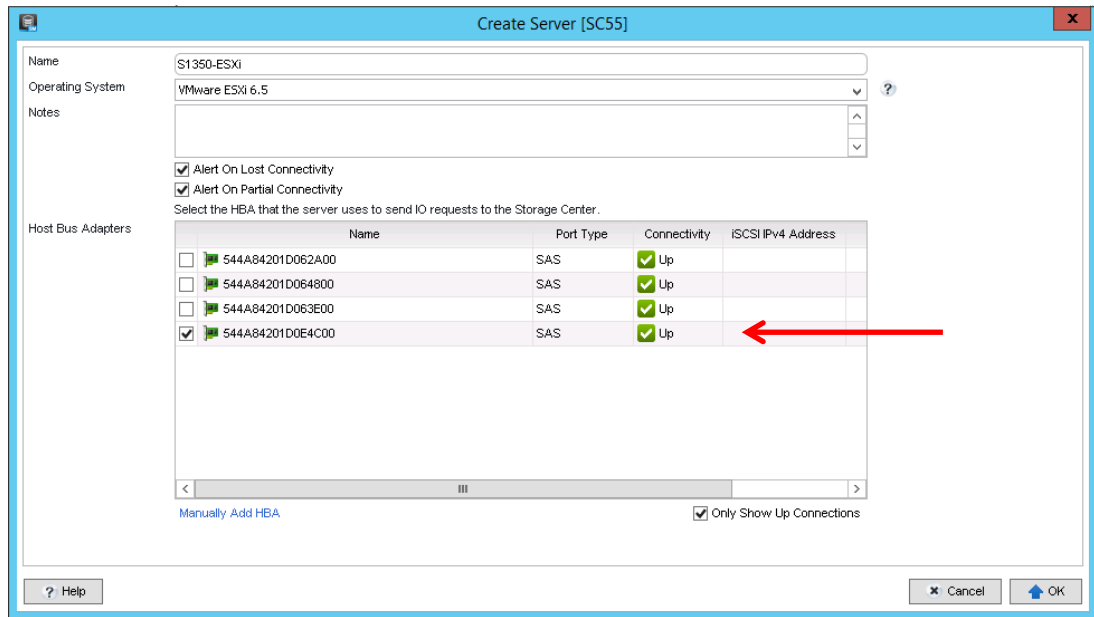 Create Server [SC55]
x
Name
S1350-ESXi
Operating System
VMware ESXi 6.5
?
Notes
Alert On Lost Connectivity
Alert On Partial Connectivity
Select the HBA that the server uses to send IO requests to the Storage Center.
Host Bus Adapters
Name Port Type Connectivity iSCSI IPv4 Address
544A84201D062A00 SAS Up
544A84201D064800 SAS Up
544A84201D063E00 SAS Up
544A84201D0E4C00 SAS Up
Manually Add HBA Only Show Up Connections
? Help Cancel OK